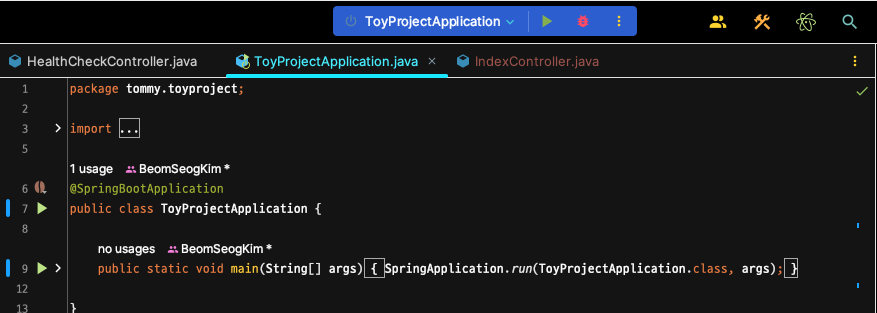 ToyProjectApplication
HealthCheckController.java ToyProjectApplication.java × IndexController.java
1 package tommy.toyproject;
2
3 import ...
5
1 usage BeomSeogKim *
6 @SpringBootApplication
7 public class ToyProjectApplication {
8
no usages BeomSeogKim *
9 public static void main(String[] args) { SpringApplication.run(ToyProjectApplication.class, args); }
12
13 }